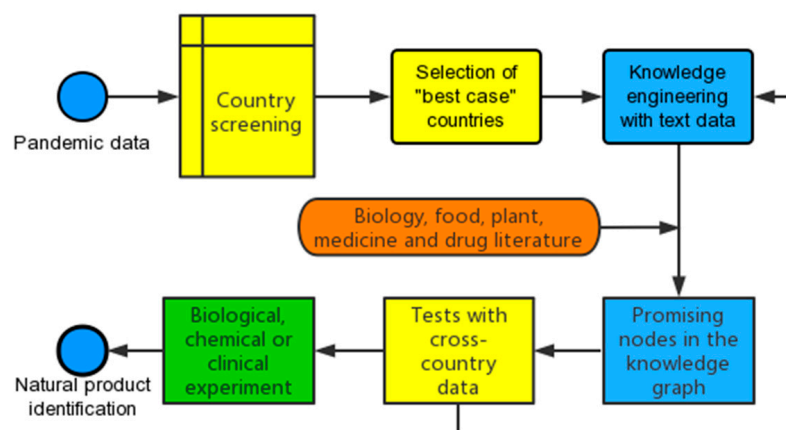 Pandemic data
Country
screening
Selection of
"best case"
countries
Knowledge
engineering
with text data
Biology, food, plant,
medicine and drug literature
Promising
nodes in the
knowledge
graph
Tests with
cross-
country
data
Biological,
chemical or
clinical
experiment
Natural product
identification